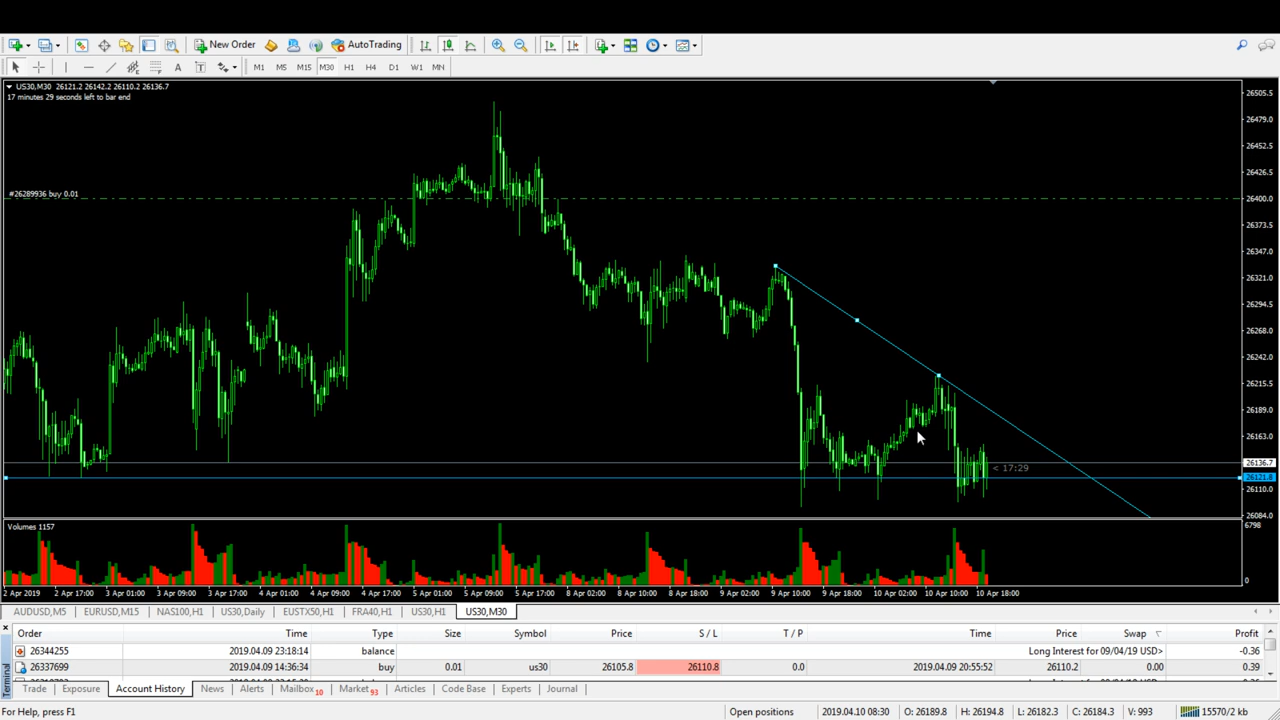 New Order AutoTrading
A T M1 M5 M15 M30 H1 H4 D1 W1 MN
US30,M30 26121.2 26142.2 26110.2 26136.7
17 minutes 29 seconds left to bar end
26505.5
26479.0
26452.5
26426.5
#26289936 buy 0.01
26400.0
26373.5
26347.0
26321.0
26294.5
26268.0
26242.0
26215.5
26189.0
26163.0
26136.7
< 17:29
26121.8
26110.0
26084.0
Volumes 1157
6798
0
2 Apr 2019 2 Apr 17:00 3 Apr 01:00 3 Apr 09:00 3 Apr 17:00 4 Apr 01:00 4 Apr 09:00 4 Apr 17:00 5 Apr 01:00 5 Apr 09:00 8 Apr 02:00 8 Apr 10:00 8 Apr 18:00 9 Apr 02:00 9 Apr 10:00 9 Apr 18:00 10 Apr 02:00 10 Apr 10:00 10 Apr 18:00
AUDUSD,M5 EURUSD,M15 NAS100,H1 US30,Daily EUSTX50,H1 FRA40,H1 US30,H1 US30,M30
Order Time Type Size Symbol Price S / L T / P Time Price Swap Profit
26344255 2019.04.09 23:18:14 balance Long Interest for 09/04/19 USD> -0.36
26337699 2019.04.09 14:36:34 buy 0.01 us30 26105.8 26110.8 0.0 2019.04.09 20:55:52 26110.2 0.00 0.39
Terminal
Trade Exposure Account History News Alerts Mailbox 10 Market 93 Articles Code Base Experts Journal
For Help, press F1 Open positions 2019.04.10 08:30 O: 26189.8 H: 26194.8 L: 26182.3 C: 26184.3 V: 993 15570/2 kb